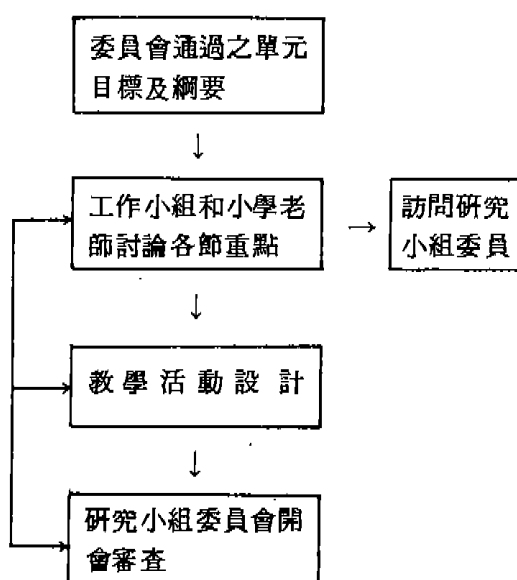 委員會通過之單元
目標及綱要
↓
工作小組和小學老
師討論各節重點
→
訪問研究
小組委員
↓
教學活動設計
↓
研究小組委員會開
會審查